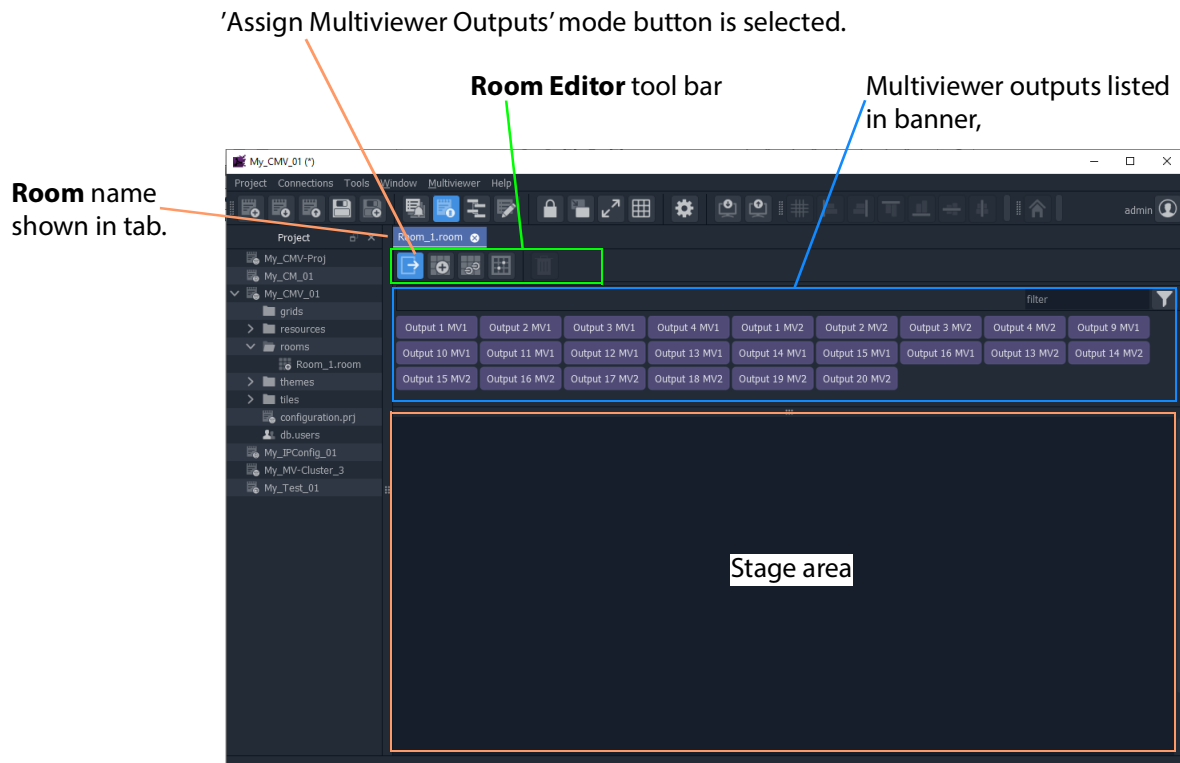 ’Assign Multiviewer Outputs’ mode button is selected.
Room Editor tool bar
Multiviewer outputs listed
in banner,
Room name
shown in tab.
My_CMV_01 (*)
Project Connections Tools Window Multiviewer Help
admin
Project
Room_1.room
My_CMV-Proj
My_CM_01
My_CMV_01
grids
resources
rooms
Room_1.room
themes
tiles
configuration.prj
db.users
My_IPConfig_01
My_MV-Cluster_3
My_Test_01
filter
Output 1 MV1 Output 2 MV1 Output 3 MV1 Output 4 MV1 Output 1 MV2 Output 2 MV2 Output 3 MV2 Output 4 MV2 Output 9 MV1
Output 10 MV1 Output 11 MV1 Output 12 MV1 Output 13 MV1 Output 14 MV1 Output 15 MV1 Output 16 MV1 Output 13 MV2 Output 14 MV2
Output 15 MV2 Output 16 MV2 Output 17 MV2 Output 18 MV2 Output 19 MV2 Output 20 MV2
Stage area